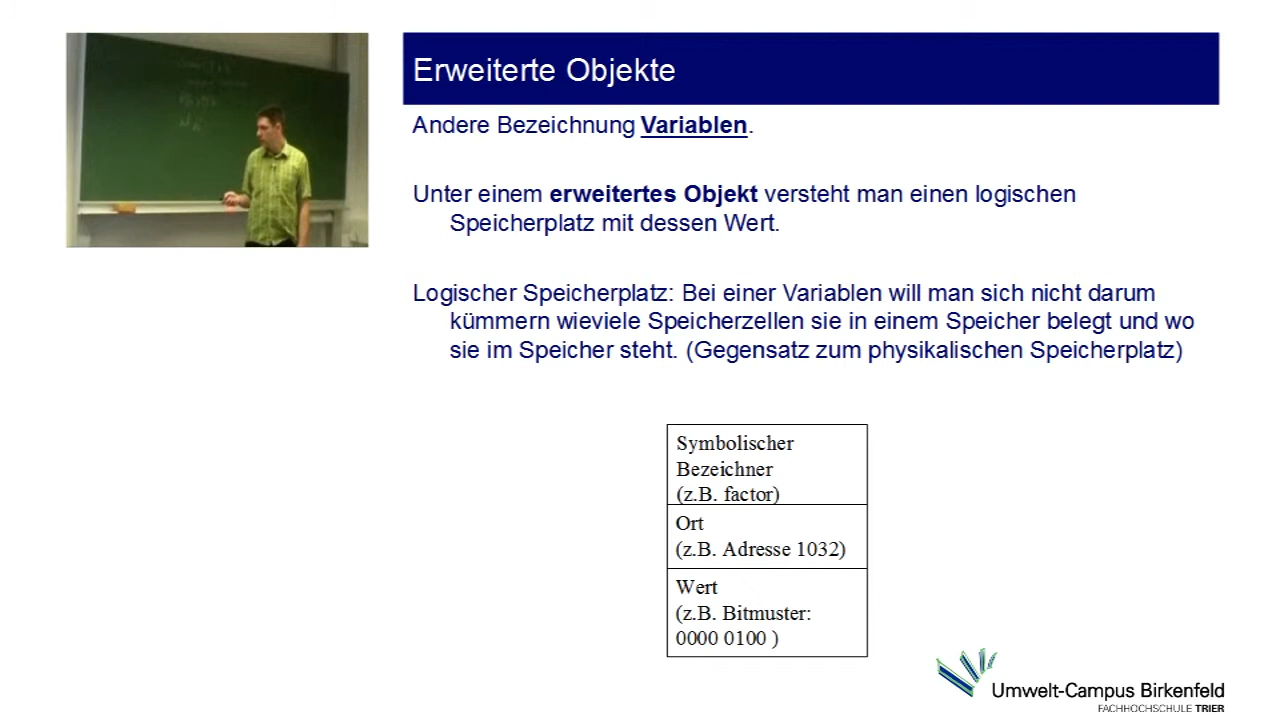 Erweiterte Objekte
Andere Bezeichnung Variablen.
Unter einem erweitertes Objekt versteht man einen logischen
Speicherplatz mit dessen Wert.
Logischer Speicherplatz: Bei einer Variablen will man sich nicht darum
kümmern wieviele Speicherzellen sie in einem Speicher belegt und wo
sie im Speicher steht. (Gegensatz zum physikalischen Speicherplatz)
Symbolischer
Bezeichner
(z.B. factor)
Ort
(z.B. Adresse 1032)
Wert
(z.B. Bitmuster:
0000 0100 )
Umwelt-Campus Birkenfeld
FACHHOCHSCHULE TRIER